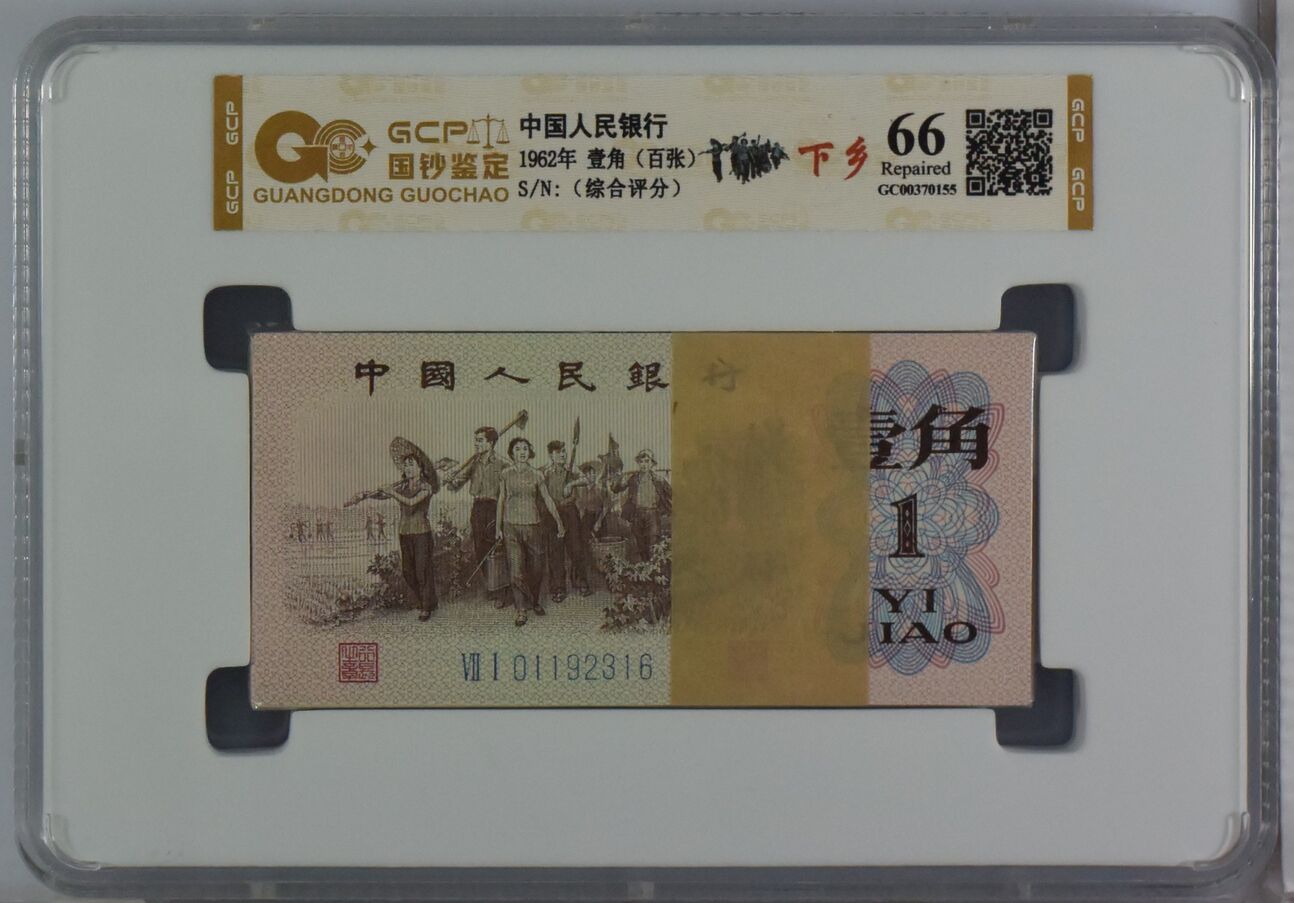 GCP GCP
GCP
国钞鉴定
GUANGDONG GUOCHAO
中国人民银行
1962年 壹角（百张）
S/N:（综合评分）
下乡
66
Repaired
GC00370155
GCP GCP
中國人民銀行
壹角
1
YI
JIAO
VII I 01192316